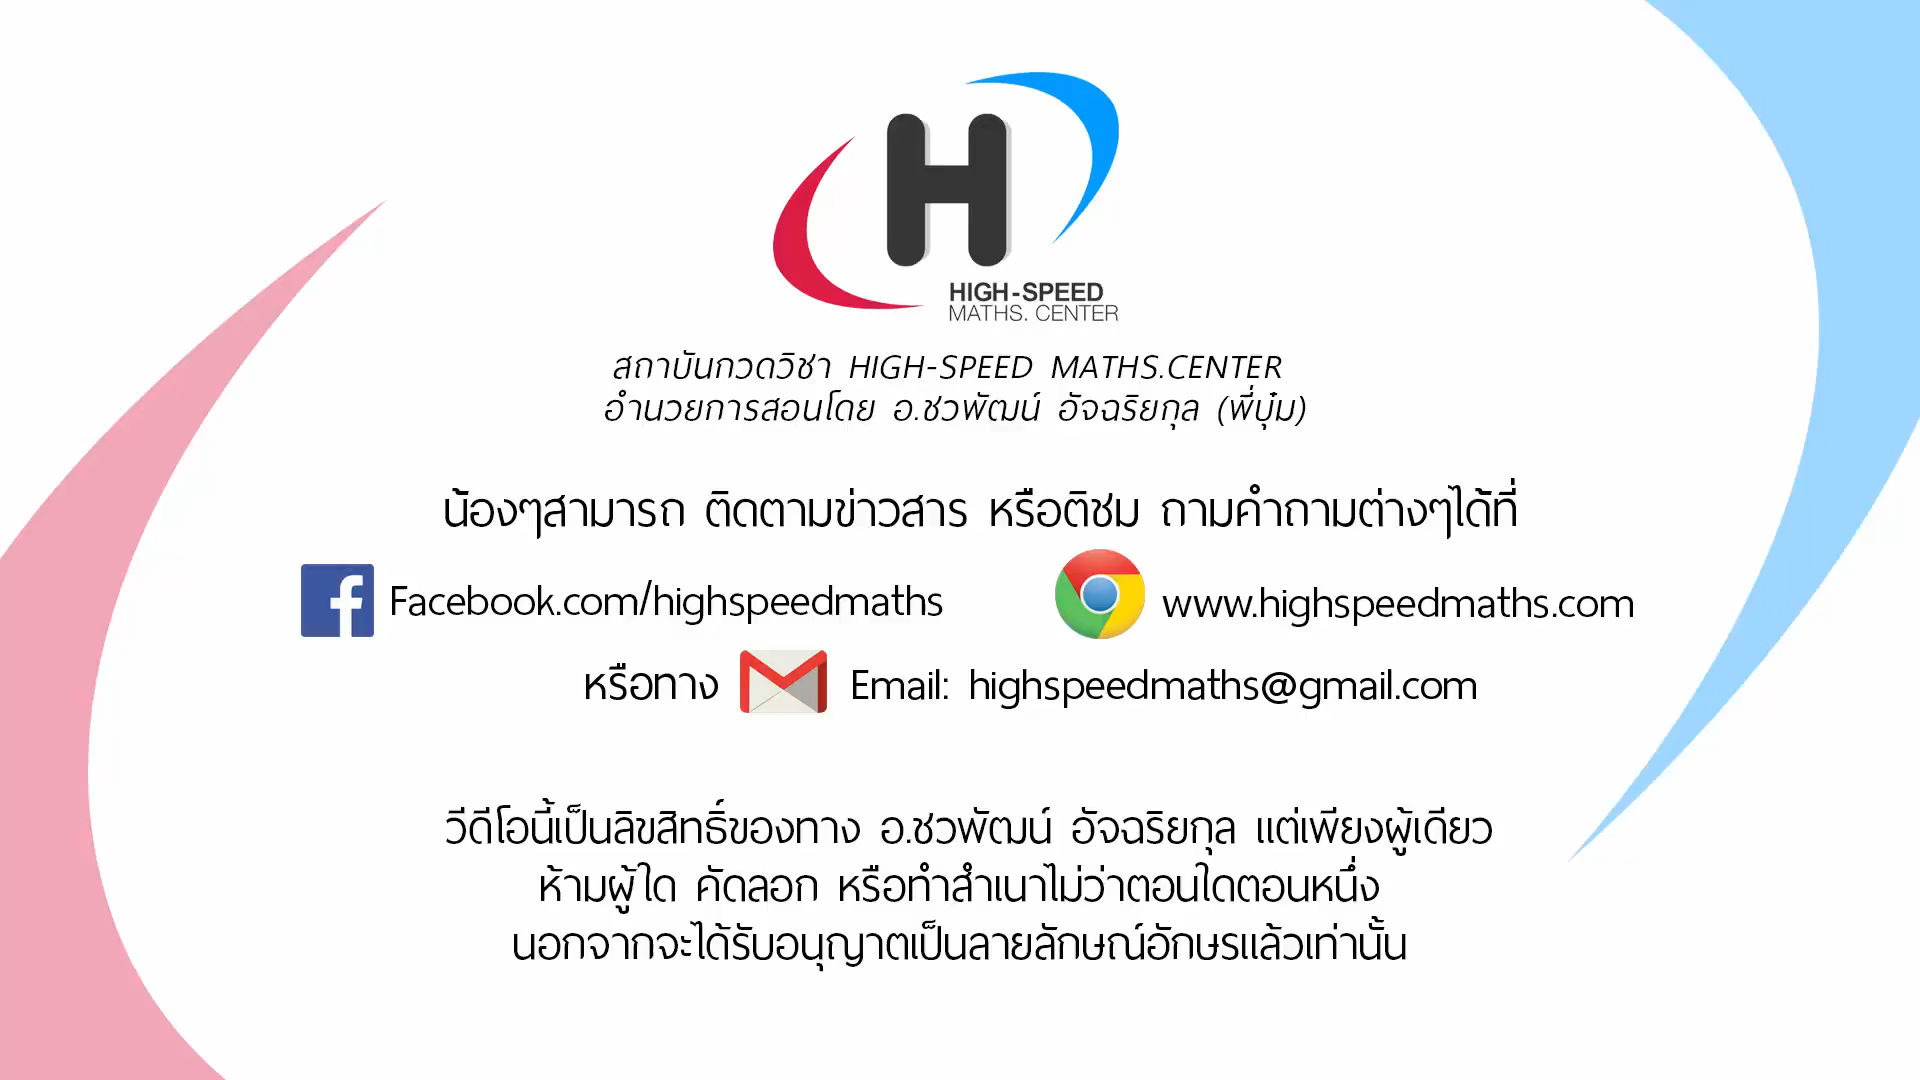 H
HIGH-SPEED
MATHS. CENTER
สถาบันกวดวิชา HIGH-SPEED MATHS.CENTER
อำนวยการสอนโดย อ.ชวพัฒน์ อัจฉริยกุล (พี่บุ๋ม)
น้องๆสามารถ ติดตามข่าวสาร หรือติชม ถามคำถามต่างๆได้ที่
f Facebook.com/highspeedmaths www.highspeedmaths.com
หรือทาง Email: highspeedmaths@gmail.com
วีดีโอนี้เป็นลิขสิทธิ์ของทาง อ.ชวพัฒน์ อัจฉริยกุล แต่เพียงผู้เดียว
ห้ามผู้ใด คัดลอก หรือทำสำเนาไม่ว่าตอนใดตอนหนึ่ง
นอกจากจะได้รับอนุญาตเป็นลายลักษณ์อักษรแล้วเท่านั้น